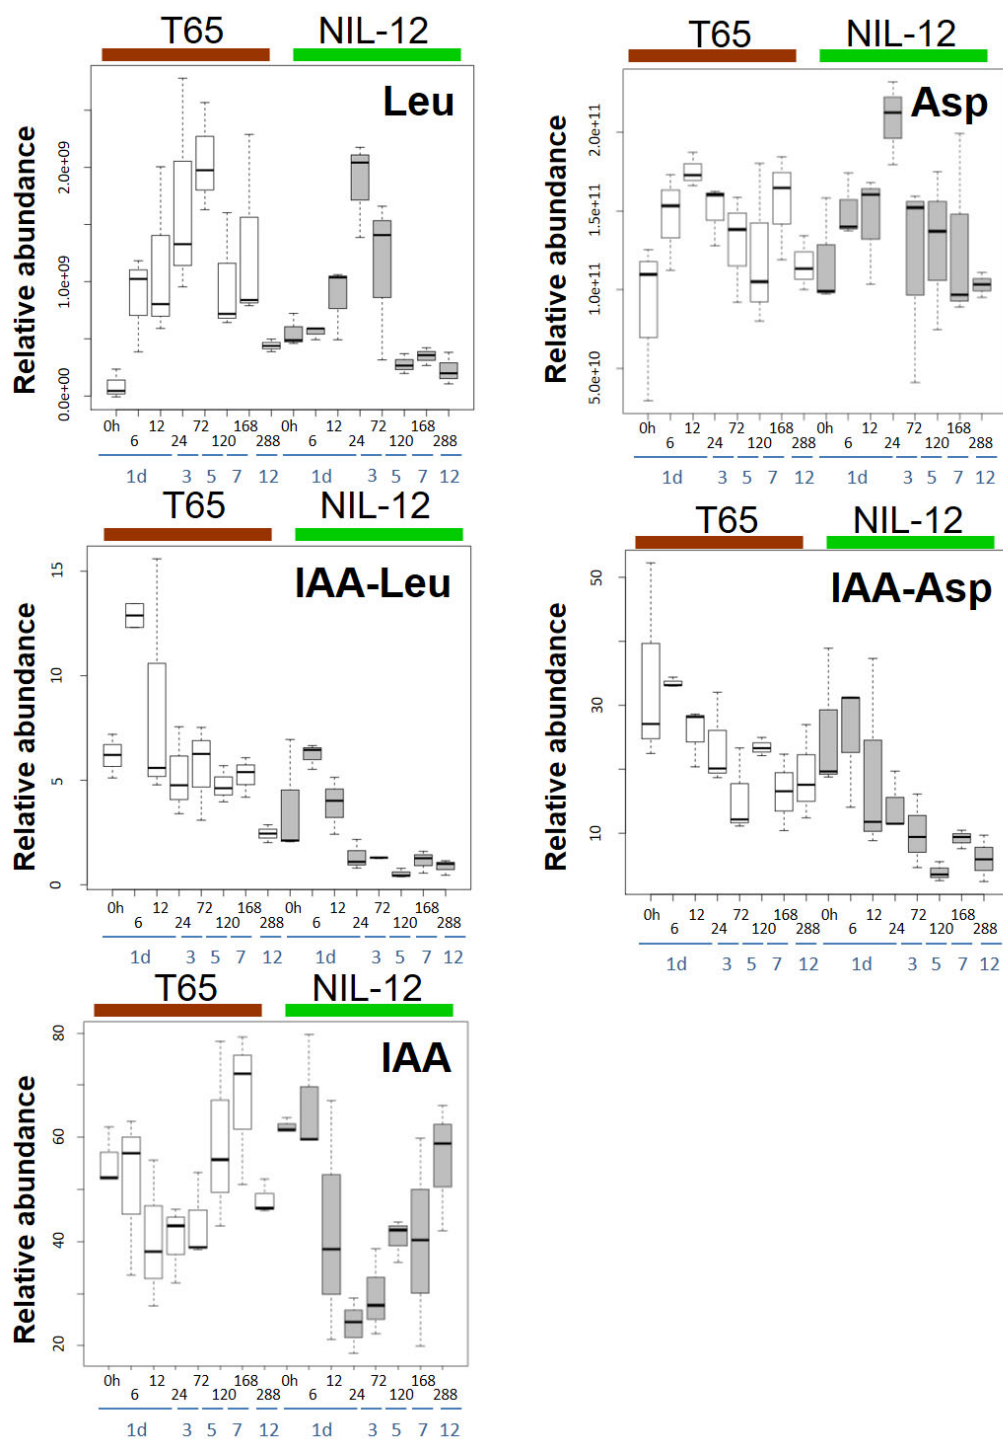 T65 NIL-12
Leu
Relative abundance
2.0e+09
1.0e+09
0.0e+00
0h 12 72 168 0h 12 72 168
6 24 120 288 6 24 120 288
1d 3 5 7 12 1d 3 5 7 12
T65 NIL-12
Asp
Relative abundance
2.0e+11
1.5e+11
1.0e+11
5.0e+10
0h 12 72 168 0h 12 72 168
6 24 120 288 6 24 120 288
1d 3 5 7 12 1d 3 5 7 12
T65 NIL-12
IAA-Leu
Relative abundance
15
10
5
0
0h 12 72 168 0h 12 72 168
6 24 120 288 6 24 120 288
1d 3 5 7 12 1d 3 5 7 12
T65 NIL-12
IAA-Asp
Relative abundance
50
30
10
0h 12 72 168 0h 12 72 168
6 24 120 288 6 24 120 288
1d 3 5 7 12 1d 3 5 7 12
T65 NIL-12
IAA
Relative abundance
80
60
40
20
0h 12 72 168 0h 12 72 168
6 24 120 288 6 24 120 288
1d 3 5 7 12 1d 3 5 7 12